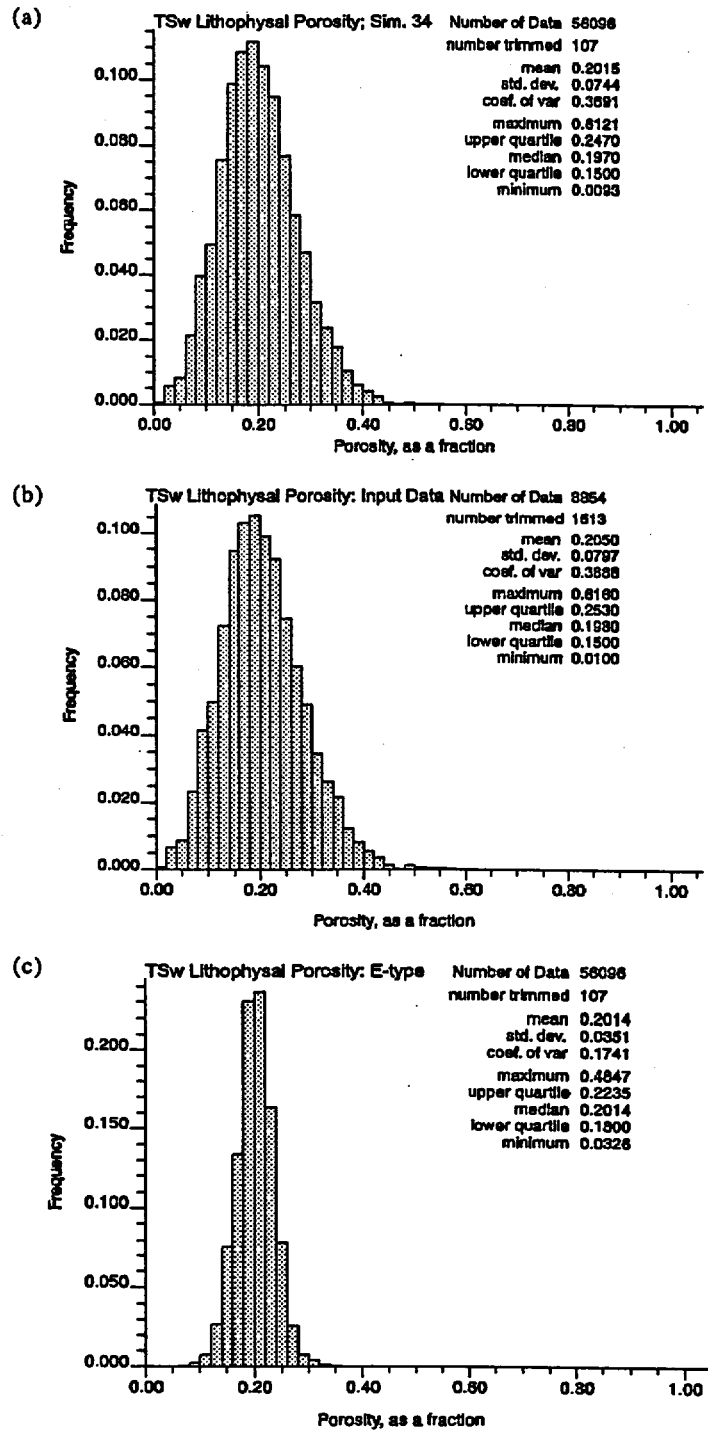 (a)
TSw Lithophysal Porosity; Sim. 34
Number of Data 56096
number trimmed 107
mean 0.2015
std. dev. 0.0744
coef. of var 0.3691
maximum 0.6121
upper quartile 0.2470
median 0.1970
lower quartile 0.1500
minimum 0.0093
Frequency
0.100
0.080
0.060
0.040
0.020
0.000
0.00 0.20 0.40 0.60 0.80 1.00
Porosity, as a fraction
(b)
TSw Lithophysal Porosity: Input Data
Number of Data 8854
number trimmed 1613
mean 0.2050
std. dev. 0.0797
coef. of var 0.3888
maximum 0.6160
upper quartile 0.2530
median 0.1980
lower quartile 0.1500
minimum 0.0100
Frequency
0.100
0.080
0.060
0.040
0.020
0.000
0.00 0.20 0.40 0.60 0.80 1.00
Porosity, as a fraction
(c)
TSw Lithophysal Porosity: E-type
Number of Data 56096
number trimmed 107
mean 0.2014
std. dev. 0.0351
coef. of var 0.1741
maximum 0.4847
upper quartile 0.2235
median 0.2014
lower quartile 0.1800
minimum 0.0326
Frequency
0.200
0.150
0.100
0.050
0.000
0.00 0.20 0.40 0.60 0.80 1.00
Porosity, as a fraction